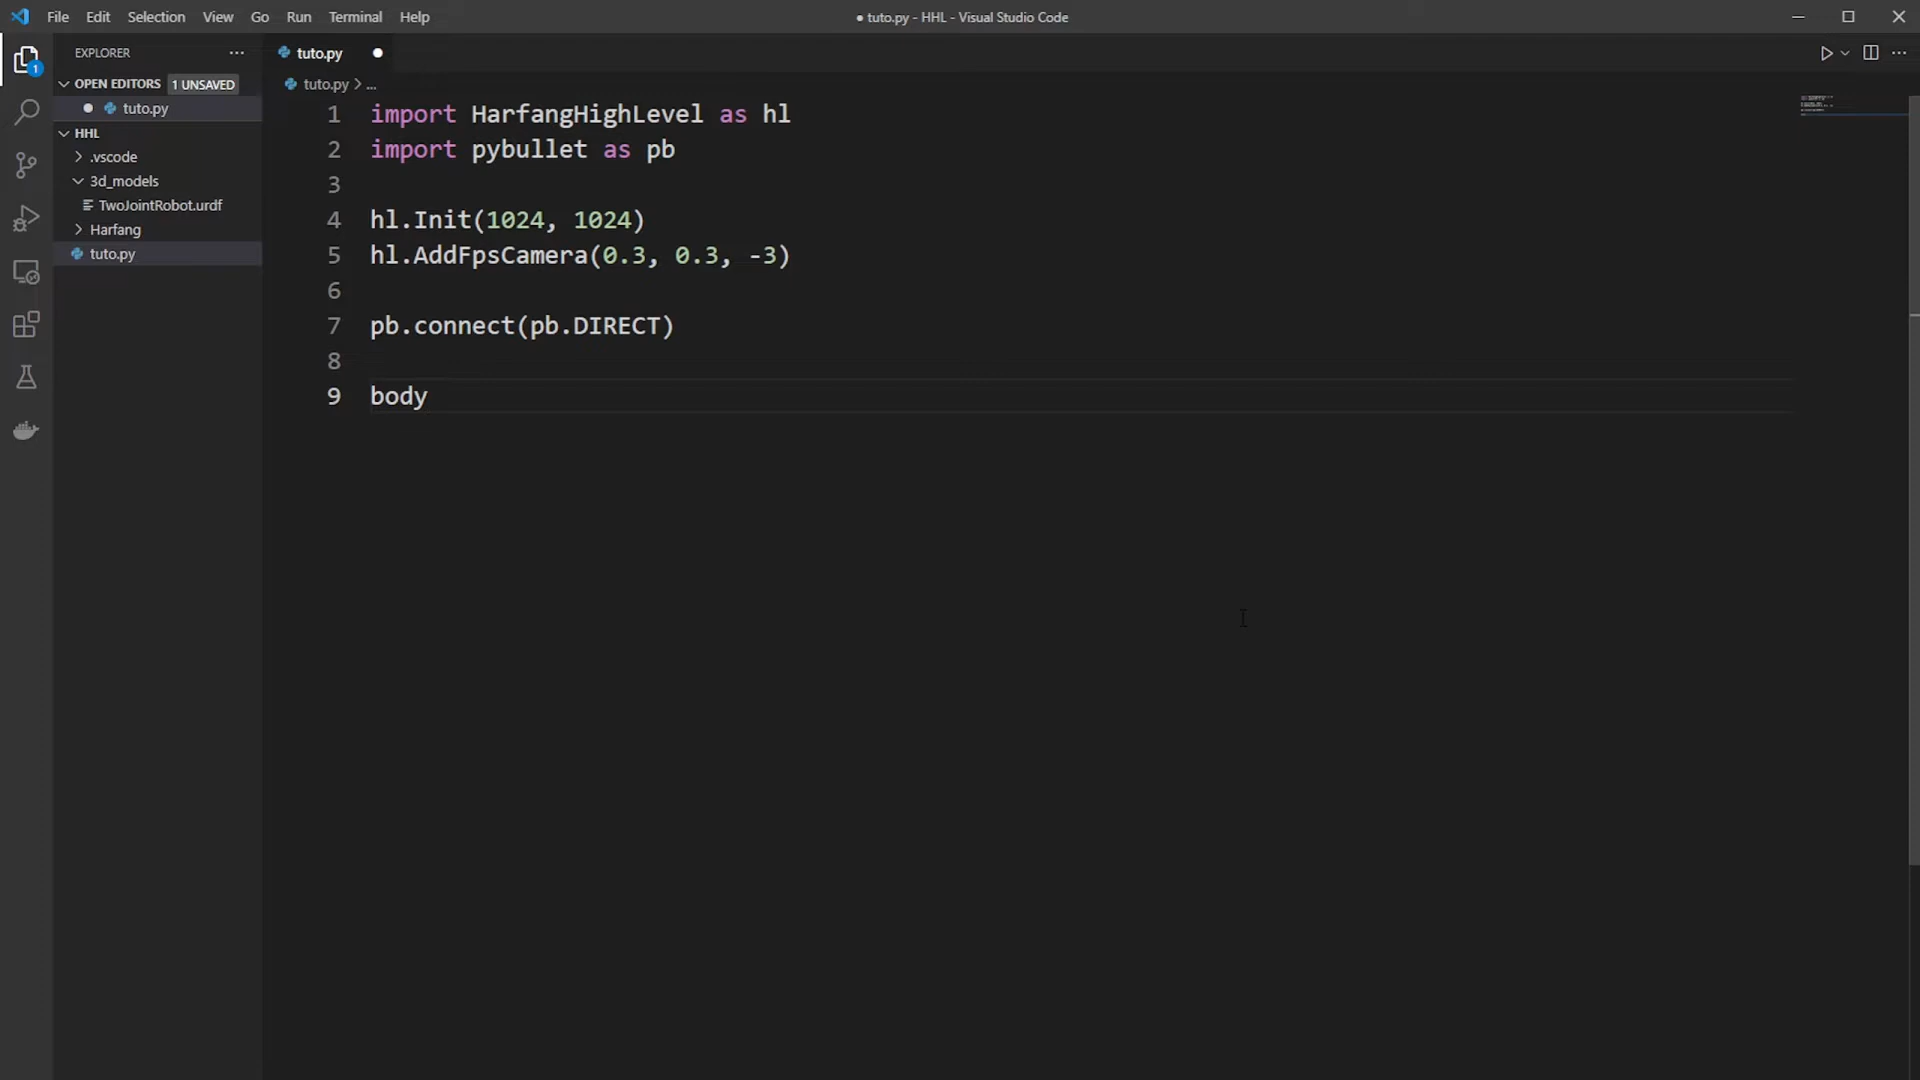 File Edit Selection View Go Run Terminal Help
● tuto.py - HHL - Visual Studio Code
EXPLORER
OPEN EDITORS 1 UNSAVED
tuto.py
HHL
.vscode
3d_models
TwoJointRobot.urdf
Harfang
tuto.py
1
tuto.py
tuto.py > ...
1 import HarfangHighLevel as hl
2 import pybullet as pb
3
4 hl.Init(1024, 1024)
5 hl.AddFpsCamera(0.3, 0.3, -3)
6
7 pb.connect(pb.DIRECT)
8
9 body